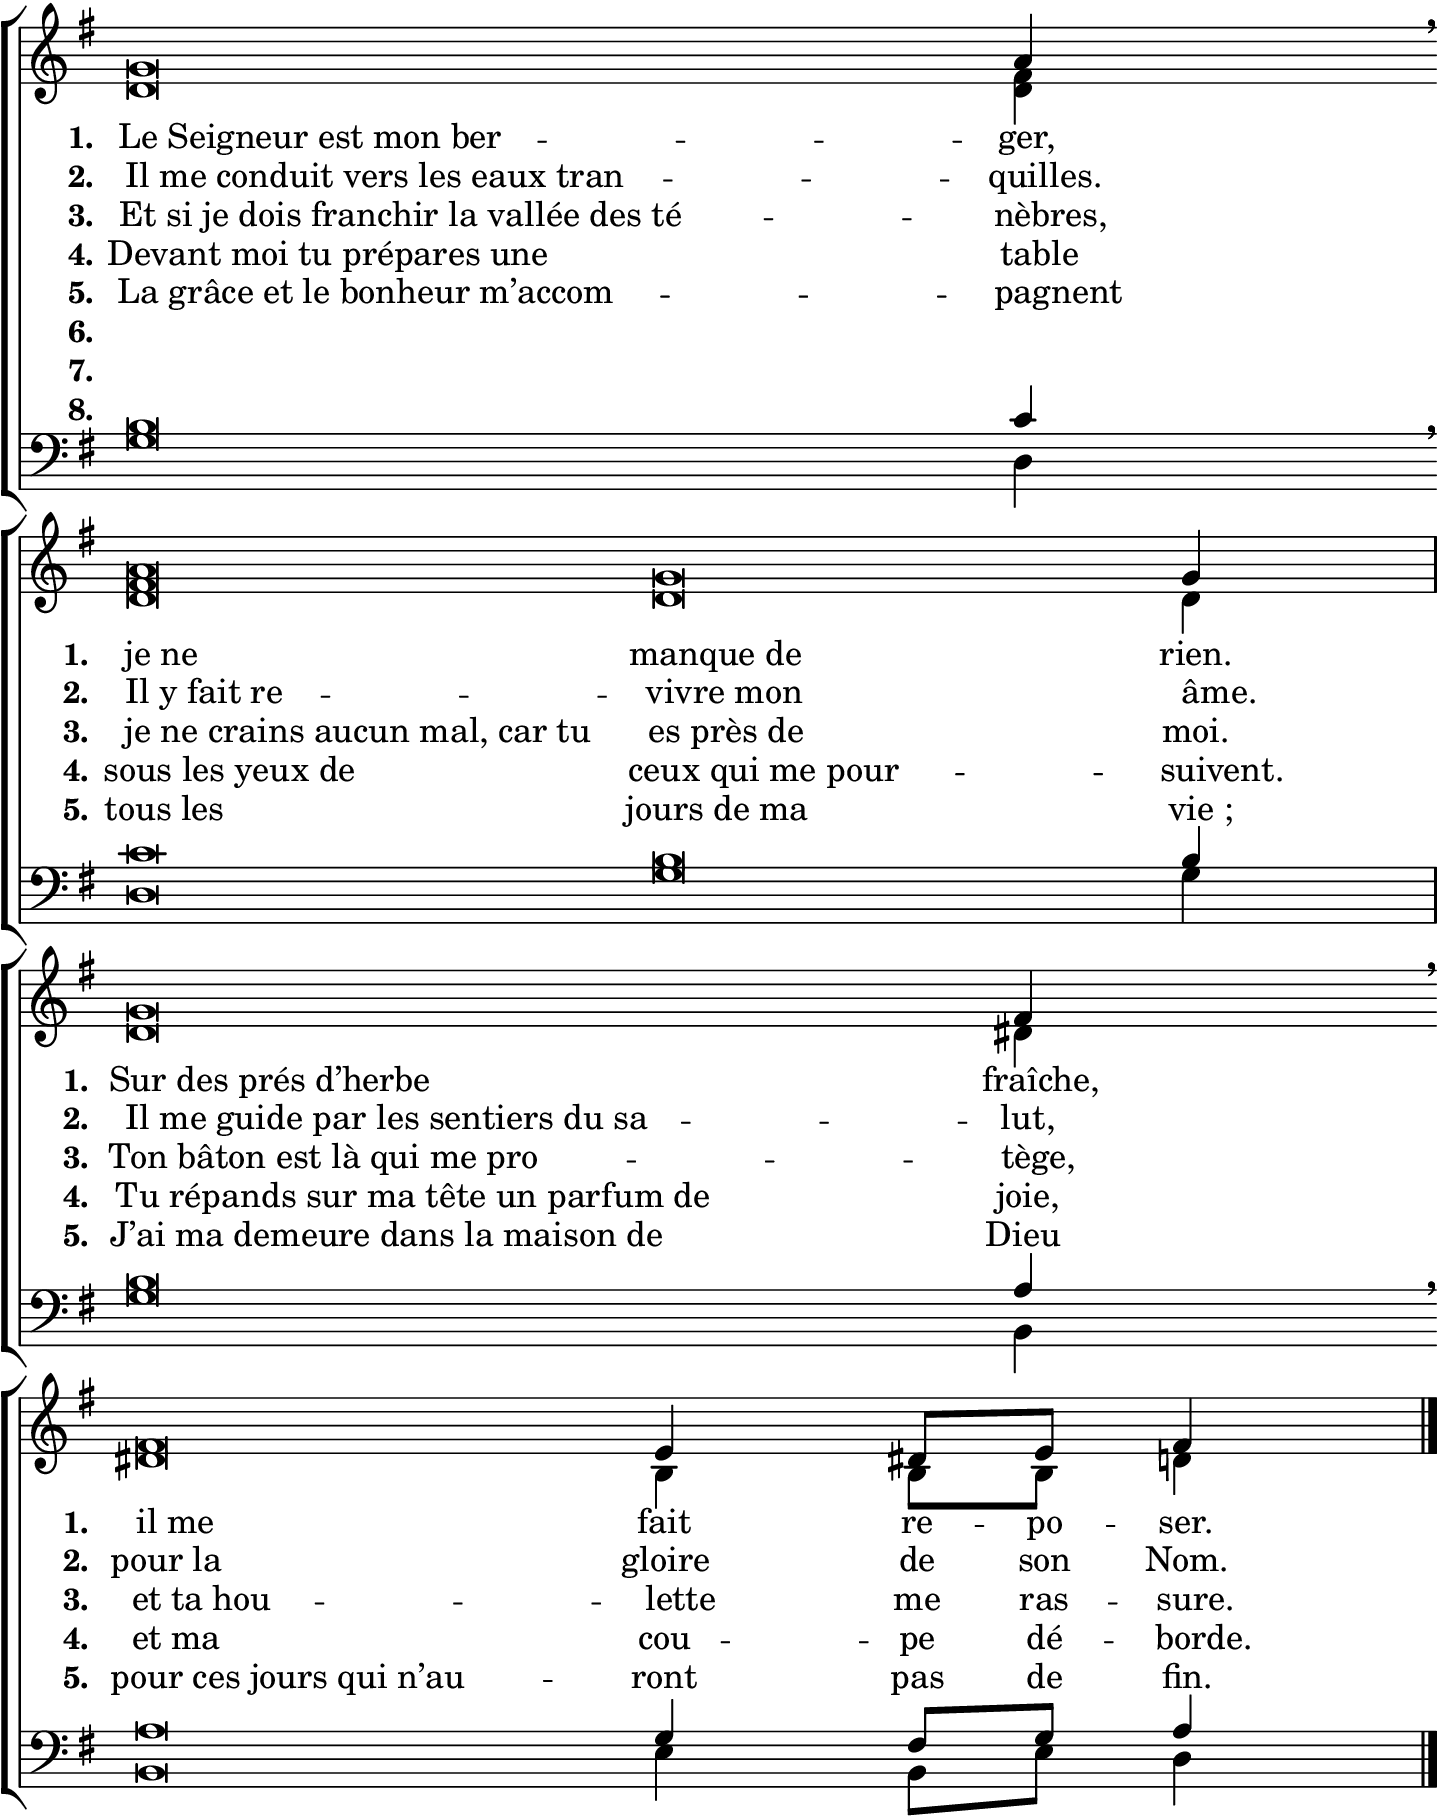 1. Le Seigneur est mon ber - - - - ger,
2. Il me conduit vers les eaux tran - - - quilles.
3. Et si je dois franchir la vallée des té - - nèbres,
4. Devant moi tu prépares une table
5. La grâce et le bonheur m’accom - - - pagnent
6.
7.
8.
1. je ne manque de rien.
2. Il y fait re - - - vivre mon âme.
3. je ne crains aucun mal, car tu es près de moi.
4. sous les yeux de ceux qui me pour - - suivent.
5. tous les jours de ma vie ;
1. Sur des prés d’herbe fraîche,
2. Il me guide par les sentiers du sa - - - lut,
3. Ton bâton est là qui me pro - - - tège,
4. Tu répands sur ma tête un parfum de joie,
5. J’ai ma demeure dans la maison de Dieu
1. il me fait re - po - ser.
2. pour la gloire de son Nom.
3. et ta hou - - - lette me ras - sure.
4. et ma cou - - pe dé - borde.
5. pour ces jours qui n’au - ront pas de fin.